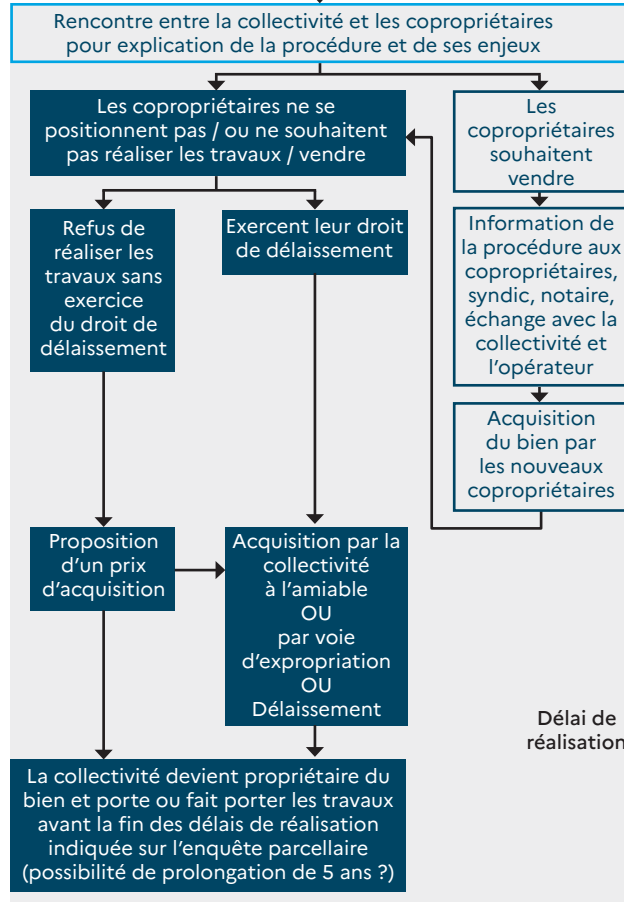 Rencontre entre la collectivité et les copropriétaires
pour explication de la procédure et de ses enjeux
Les copropriétaires ne se
positionnent pas / ou ne souhaitent
pas réaliser les travaux / vendre
Les
copropriétaires
souhaitent
vendre
Refus de
réaliser les
travaux sans
exercice
du droit de
délaissement
Exercent leur droit
de délaissement
Information de
la procédure aux
copropriétaires,
syndic, notaire,
échange avec la
collectivité et
l'opérateur
Acquisition
du bien par
les nouveaux
copropriétaires
Proposition
d'un prix
d'acquisition
Acquisition par la
collectivité
à l'amiable
OU
par voie
d'expropriation
OU
Délaissement
Délai de
réalisation
La collectivité devient propriétaire du
bien et porte ou fait porter les travaux
avant la fin des délais de réalisation
indiquée sur l'enquête parcellaire
(possibilité de prolongation de 5 ans ?)